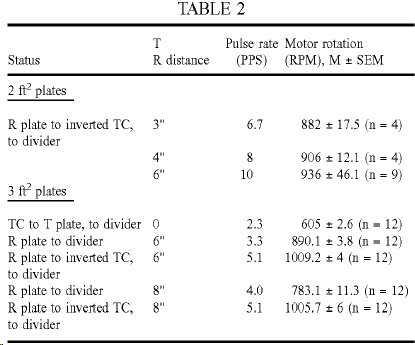 TABLE 2
T Pulse rate Motor rotation
Status R distance (PPS) (RPM), M ± SEM
2 ft² plates
R plate to inverted TC, 3" 6.7 882 ± 17.5 (n = 4)
to divider
4" 8 906 ± 12.1 (n = 4)
6" 10 936 ± 46.1 (n = 9)
3 ft² plates
TC to T plate, to divider 0 2.3 605 ± 2.6 (n = 12)
R plate to divider 6" 3.3 890.1 ± 3.8 (n = 12)
R plate to inverted TC, 6" 5.1 1009.2 ± 4 (n = 12)
to divider
R plate to divider 8" 4.0 783.1 ± 11.3 (n = 12)
R plate to inverted TC, 8" 5.1 1005.7 ± 6 (n = 12)
to divider